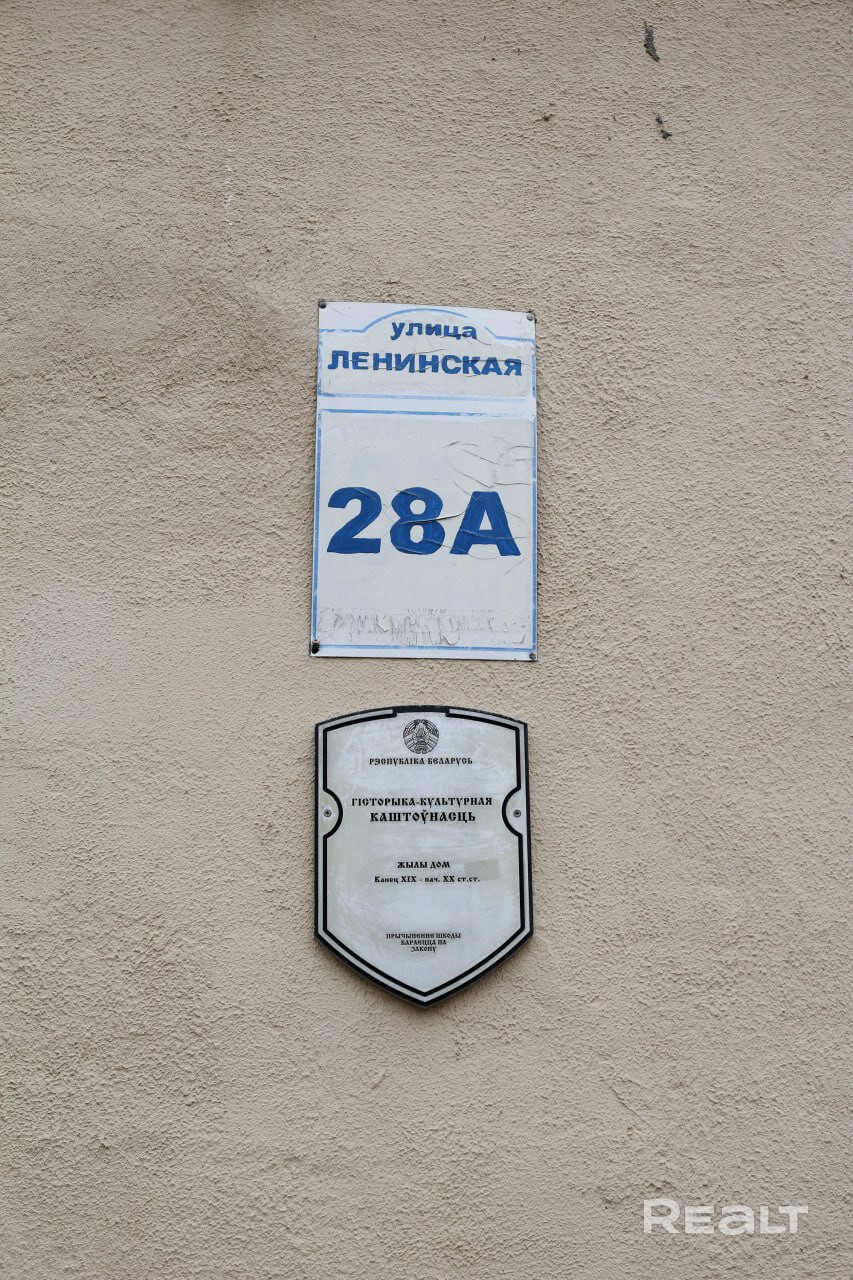 улица
ЛЕНИНСКАЯ
28А
РЭСПУБЛІКА БЕЛАРУСЬ
ГІСТОРЫКА-КУЛЬТУРНАЯ
КАШТОЎНАСЦЬ
ЖЫЛЫ ДОМ
Канец XIX - пач. XX ст.ст.
ПРЫЧЫНЕННЕ ШКОДЫ
КАРАЕЦЦА ПА
ЗАКОНУ
REALT